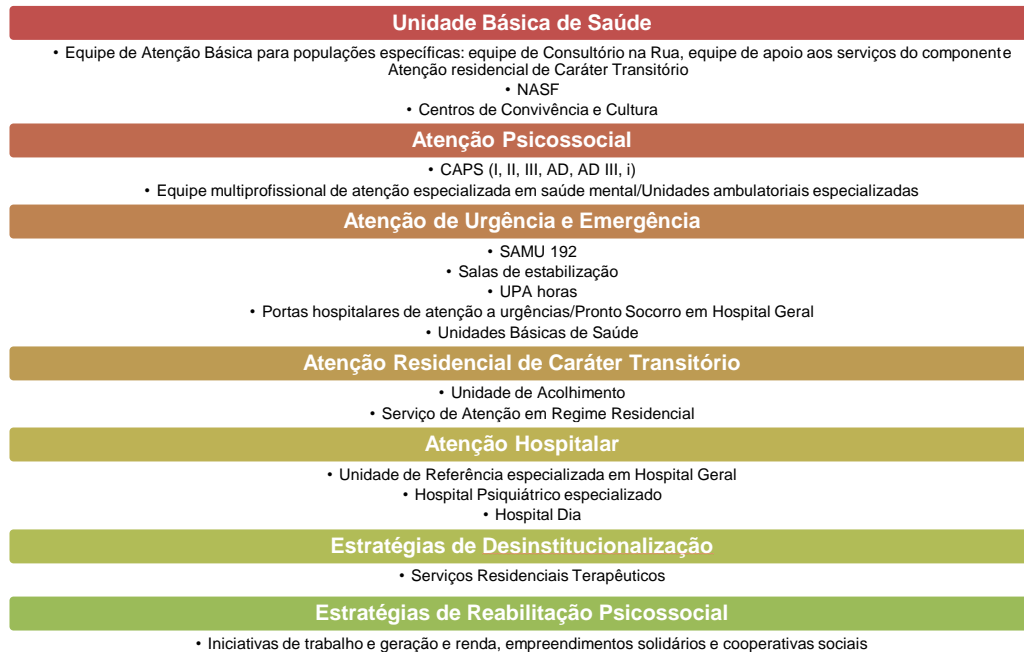 Unidade Básica de Saúde
• Equipe de Atenção Básica para populações específicas: equipe de Consultório na Rua, equipe de apoio aos serviços do componente
Atenção residencial de Caráter Transitório
• NASF
• Centros de Convivência e Cultura
Atenção Psicossocial
• CAPS (I, II, III, AD, AD III, i)
• Equipe multiprofissional de atenção especializada em saúde mental/Unidades ambulatoriais especializadas
Atenção de Urgência e Emergência
• SAMU 192
• Salas de estabilização
• UPA horas
• Portas hospitalares de atenção a urgências/Pronto Socorro em Hospital Geral
• Unidades Básicas de Saúde
Atenção Residencial de Caráter Transitório
• Unidade de Acolhimento
• Serviço de Atenção em Regime Residencial
Atenção Hospitalar
• Unidade de Referência especializada em Hospital Geral
• Hospital Psiquiátrico especializado
• Hospital Dia
Estratégias de Desinstitucionalização
• Serviços Residenciais Terapêuticos
Estratégias de Reabilitação Psicossocial
• Iniciativas de trabalho e geração e renda, empreendimentos solidários e cooperativas sociais